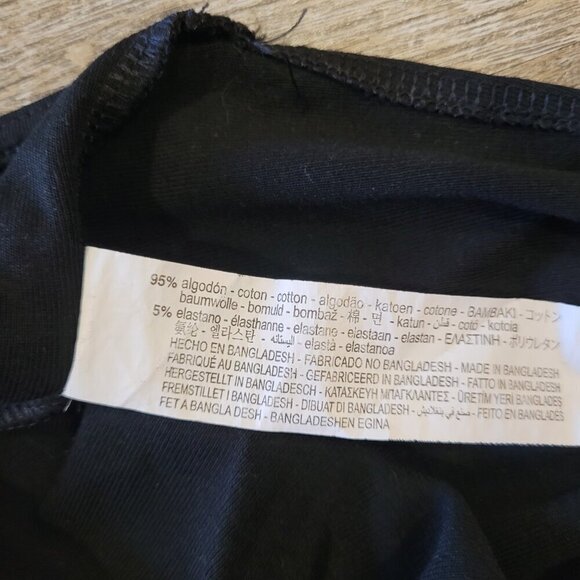 95% algodón - coton - cotton - algodão - katoen - cotone - ΒΑΜΒΑΚΙ - コットン
baumwolle - bomuld - bombaž - 棉 - 면 - katun - قطن - cotó - kotoia
5% elastano - élasthanne - elastane - elastaan - elastan - ΕΛΑΣΤΙΝΗ - ポリウレタン
氨纶 - 엘라스탄 - elastà - elastanoa
HECHO EN BANGLADESH - FABRICADO NO BANGLADESH - MADE IN BANGLADESH
FABRIQUÉ AU BANGLADESH - GEFABRICEERD IN BANGLADESH - FATTO IN BANGLADESH
HERGESTELLT IN BANGLADESCH - ΚΑΤΑΣΚΕΥΗ ΜΠΑΓΚΛΑΝΤΕΣ - ÜRETİM YERİ BANGLADES
FREMSTILLET I BANGLADESH - DIBUAT DI BANGLADESH - صنع في بنغلاديش - FEITO EN BANGLADÉS
FET A BANGLA DESH - BANGLADESHEN EGINA